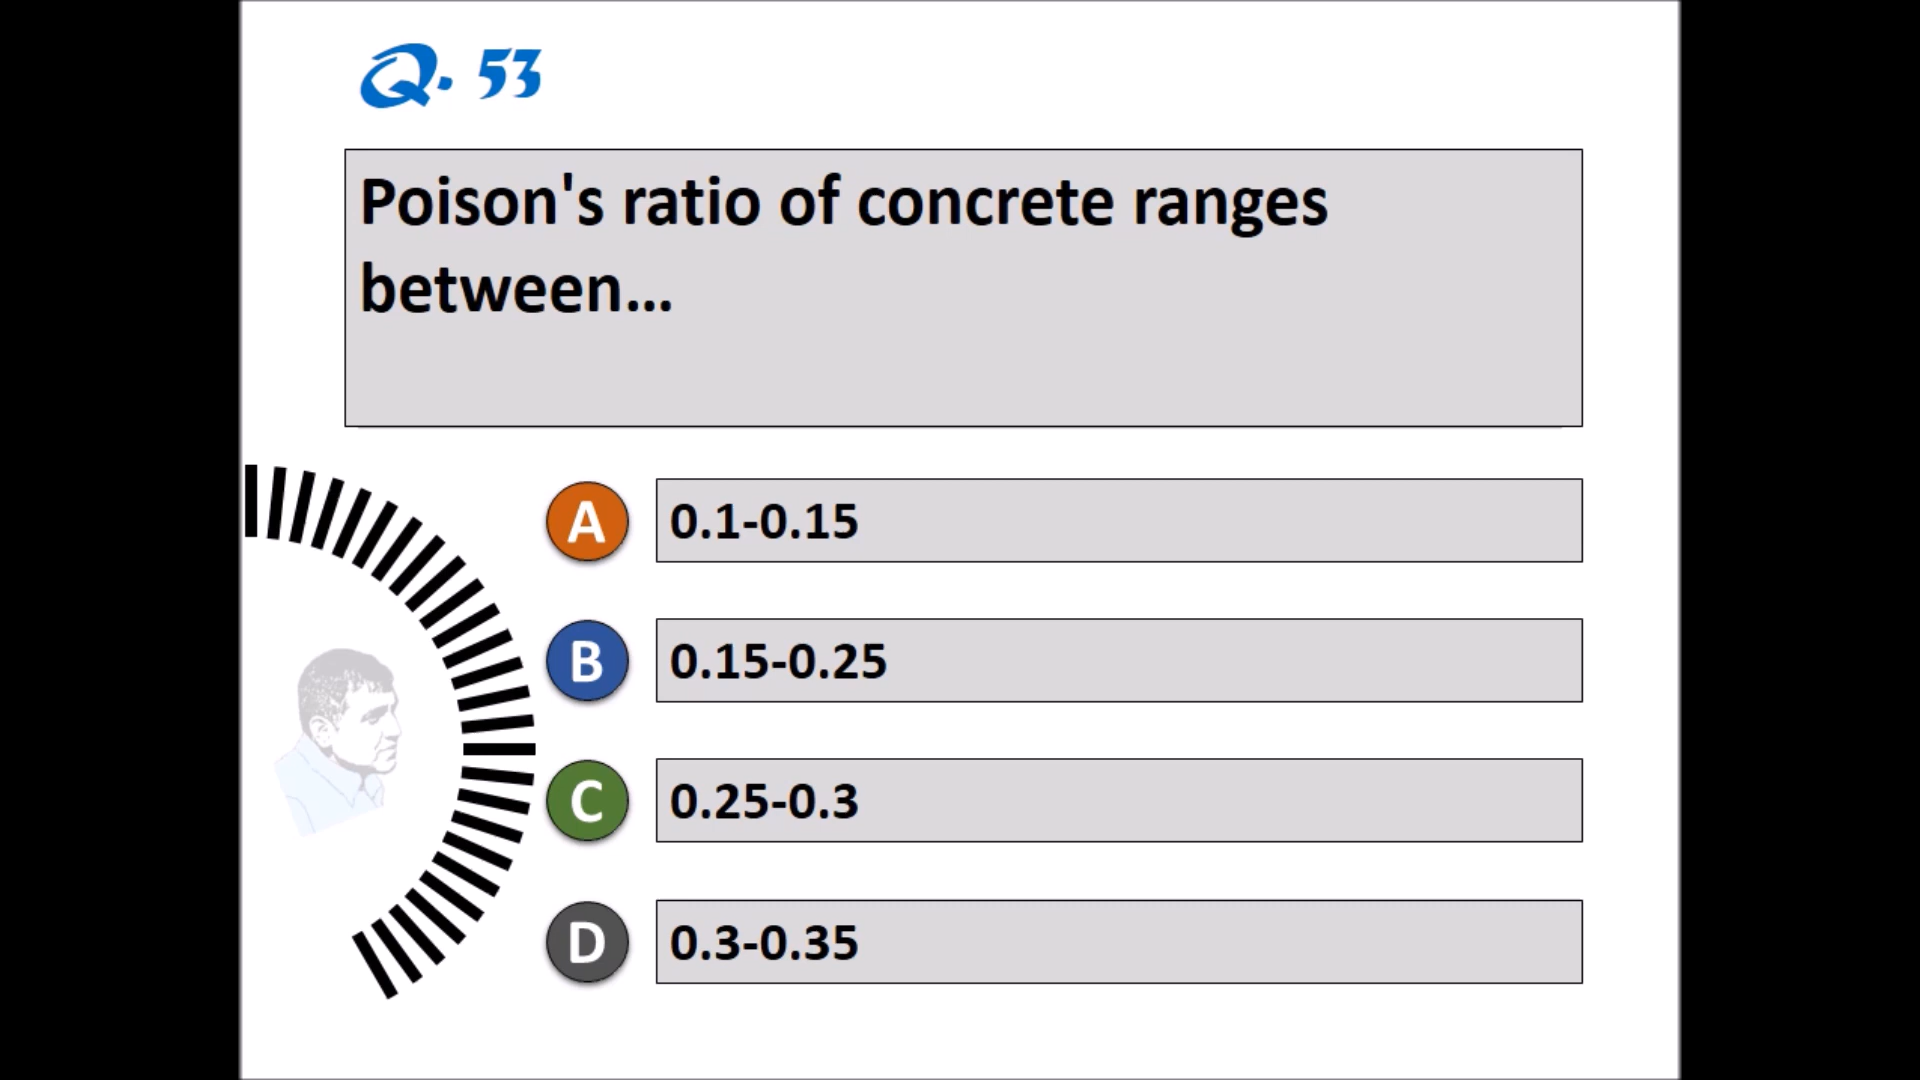 Q. 53
Poison's ratio of concrete ranges
between...
A 0.1-0.15
B 0.15-0.25
C 0.25-0.3
D 0.3-0.35